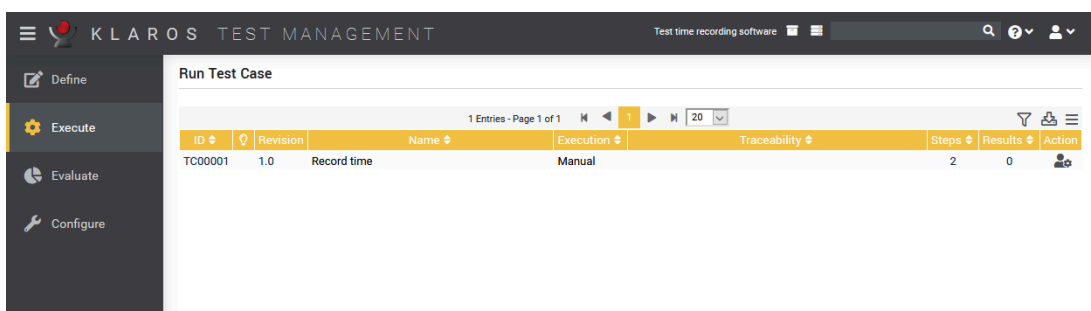 KLAROS TEST MANAGEMENT
Test time recording software
Define
Execute
Evaluate
Configure
Run Test Case
1 Entries - Page 1 of 1 1 20
ID Revision Name Execution Traceability Steps Results Action
TC00001 1.0 Record time Manual 2 0